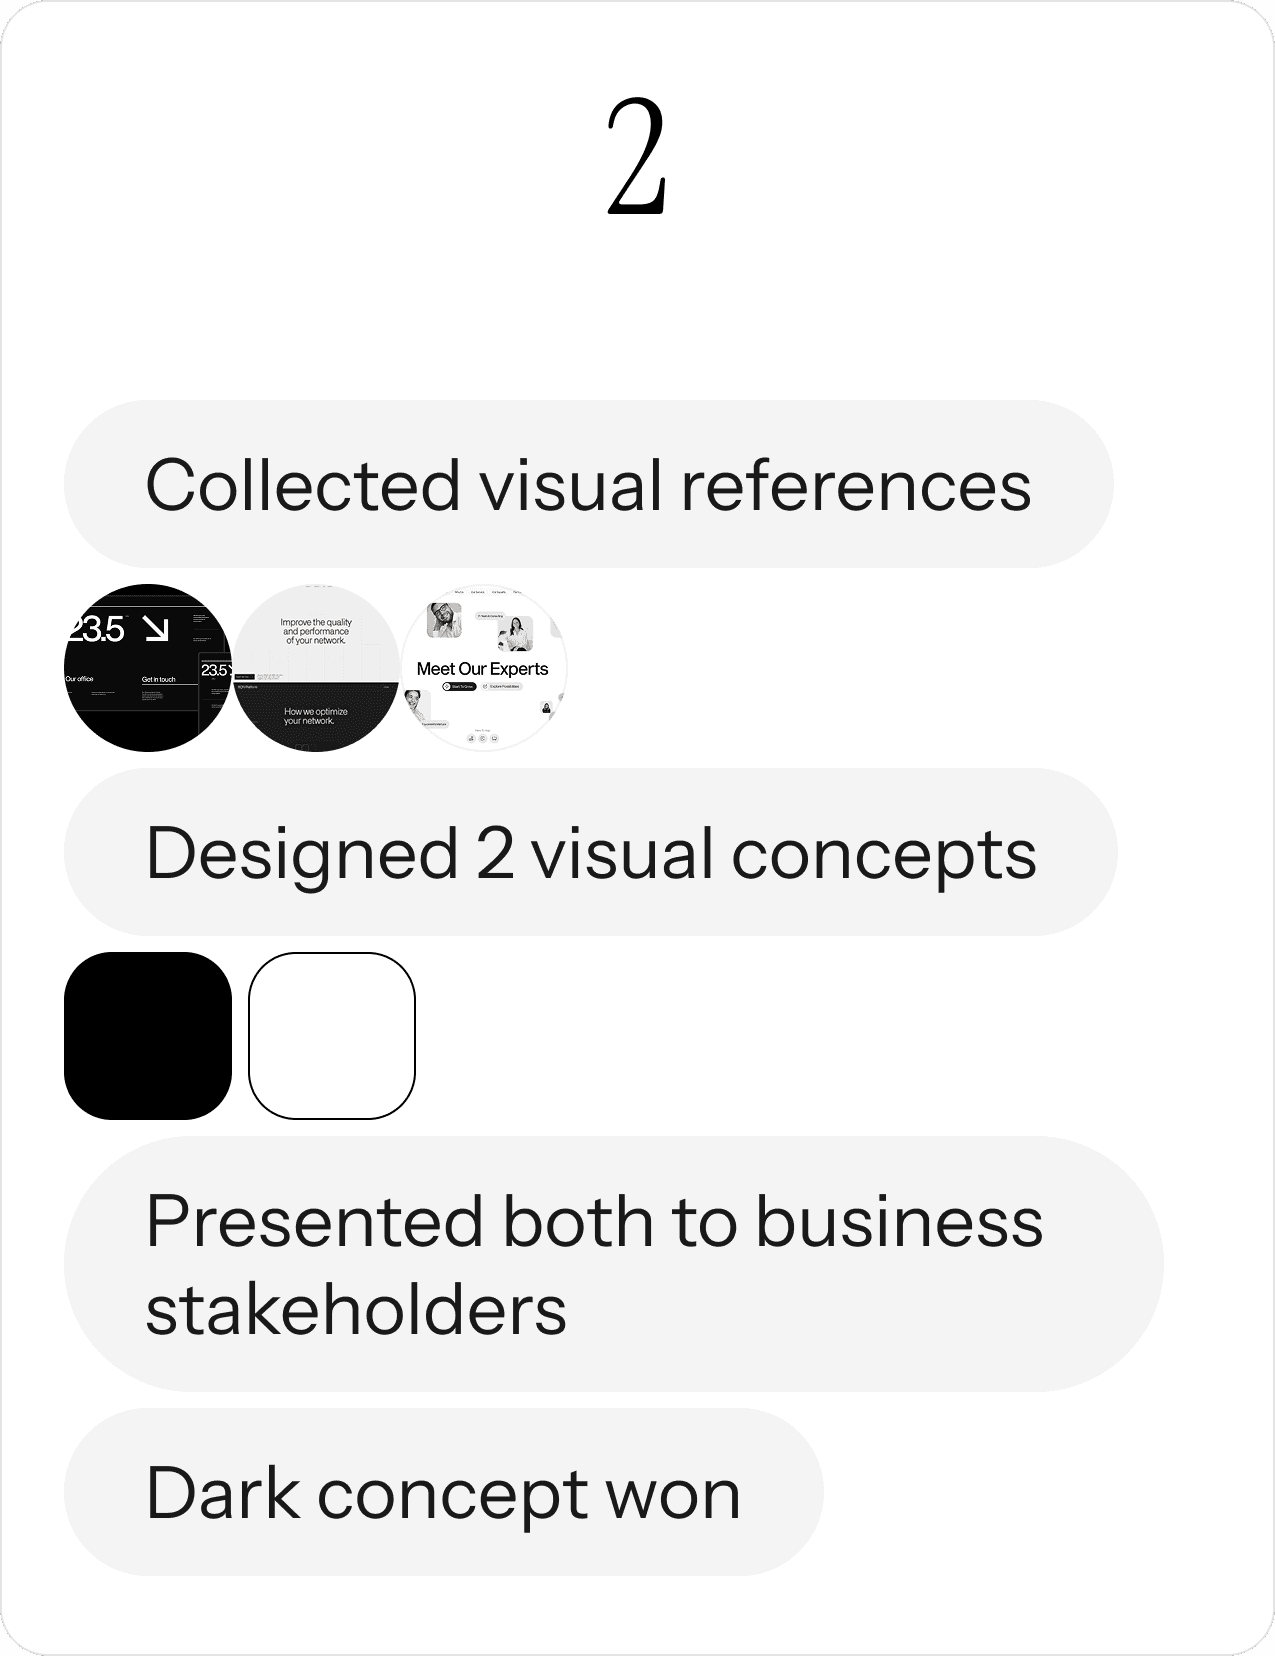 2
Collected visual references
23.5
Our office
Get in touch
23.5
Improve the quality
and performance
of your network.
How we optimize
your network.
Meet Our Experts
Explore Possibilities
Designed 2 visual concepts
Presented both to business
stakeholders
Dark concept won